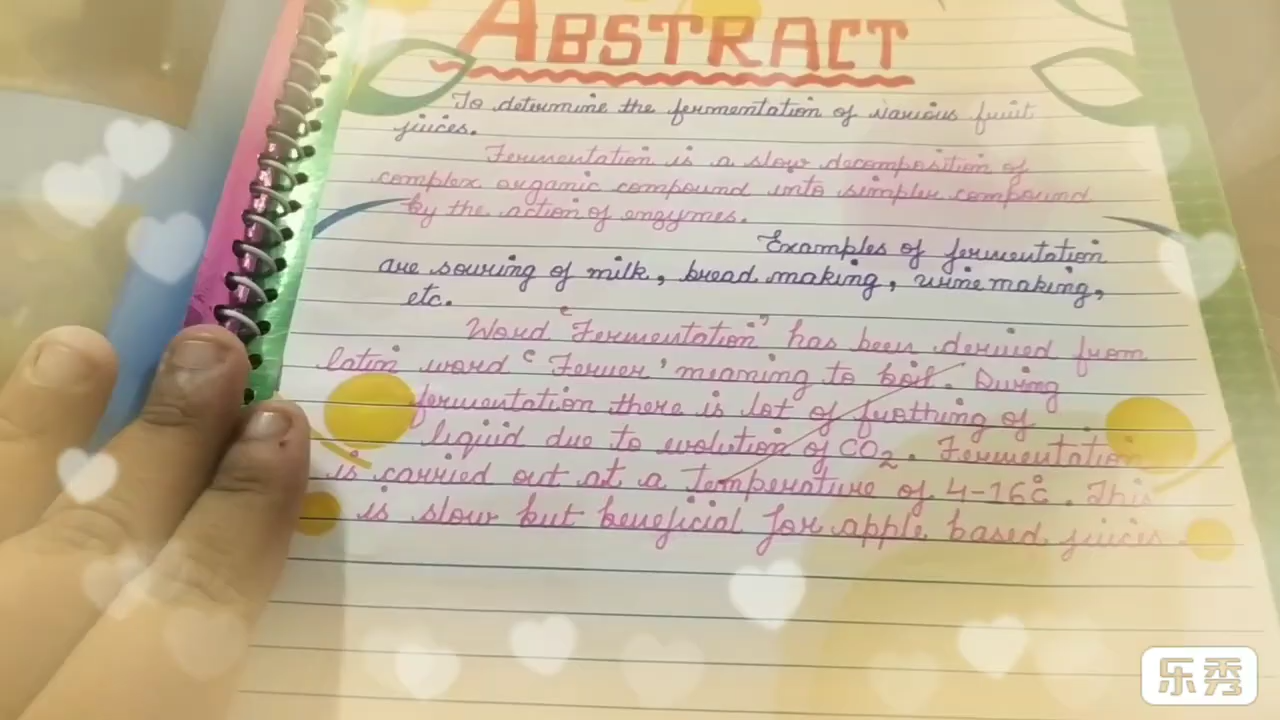 ABSTRACT
To determine the fermentation of various fruit
juices.
Fermentation is a slow decomposition of
complex organic compound into simpler compound
by the action of engymes.
Examples of fermentation
are souring of milk, bread making, wine making,
etc.
Word "Fermentation" has been derived from
latin word 'Ferver' meaning to boil. During
fermentation there is lot of frothing of
liquid due to evolution of CO₂. Fermentation
is carried out at a temperature of 4-16°C. This
is slow but beneficial for apple based juices.
乐秀